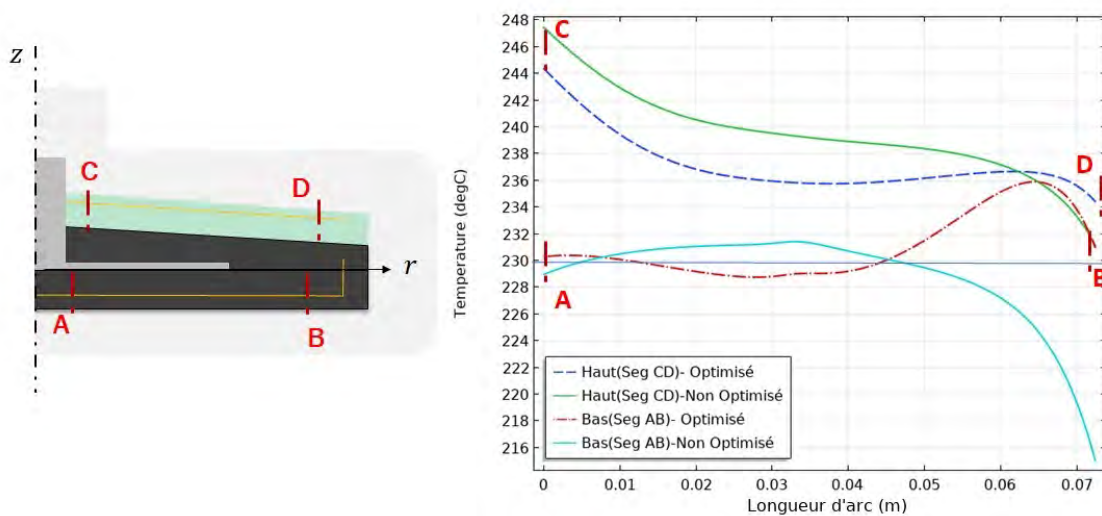 z
C
D
r
A
B
Temperature (degC)
248
246
244
242
240
238
236
234
232
230
228
226
224
222
220
218
216
C
D
A
B
Haut(Seg CD)- Optimisé
Haut(Seg CD)-Non Optimisé
Bas(Seg AB)- Optimisé
Bas(Seg AB)-Non Optimisé
0
0.01
0.02
0.03
0.04
0.05
0.06
0.07
Longueur d'arc (m)